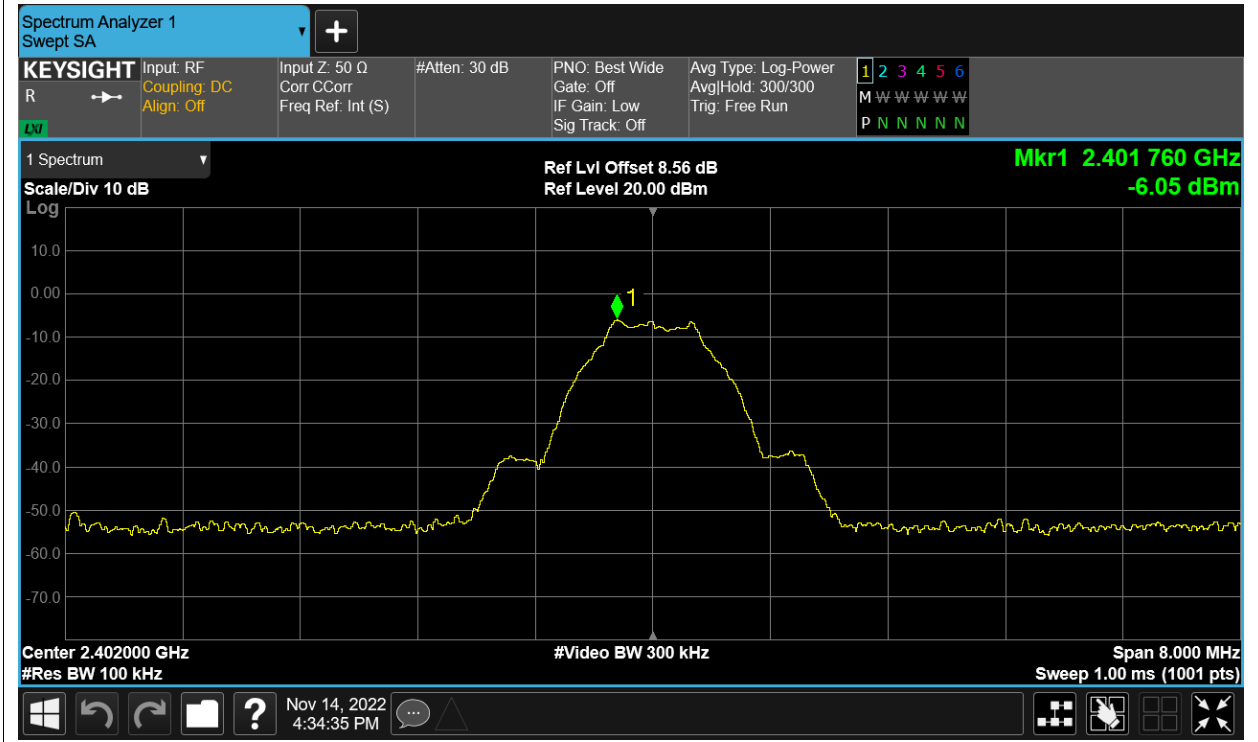 Spectrum Analyzer 1
Swept SA
KEYSIGHT
R
LXI
Input: RF
Coupling: DC
Align: Off
Input Z: 50 Ω
Corr CCorr
Freq Ref: Int (S)
#Atten: 30 dB
PNO: Best Wide
Gate: Off
IF Gain: Low
Sig Track: Off
Avg Type: Log-Power
Avg|Hold: 300/300
Trig: Free Run
1 2 3 4 5 6
M W W W W W
P N N N N N
1 Spectrum
Scale/Div 10 dB
Log
Ref Lvl Offset 8.56 dB
Ref Level 20.00 dBm
Mkr1 2.401 760 GHz
-6.05 dBm
10.0
0.00
-10.0
-20.0
-30.0
-40.0
-50.0
-60.0
-70.0
1
Center 2.402000 GHz
#Res BW 100 kHz
#Video BW 300 kHz
Span 8.000 MHz
Sweep 1.00 ms (1001 pts)
?
Nov 14, 2022
4:34:35 PM